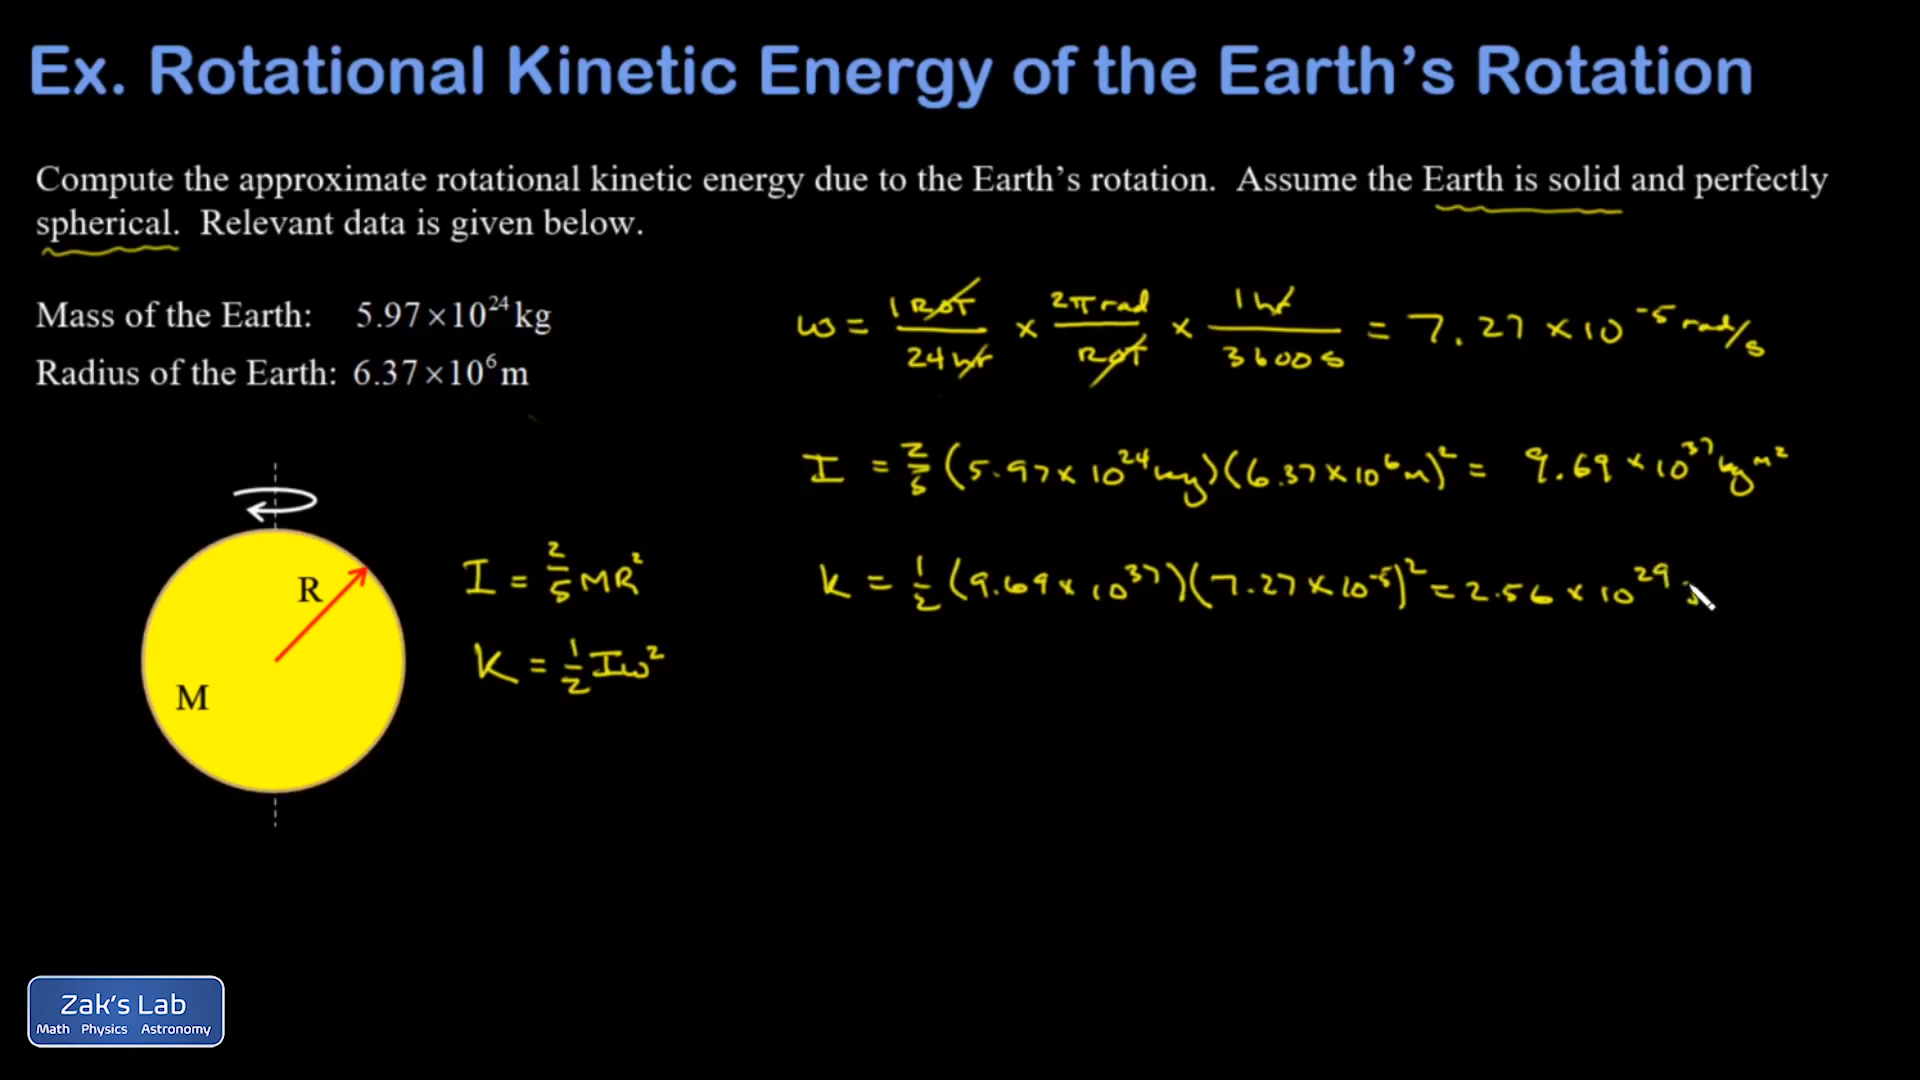 Ex. Rotational Kinetic Energy of the Earth's Rotation
Compute the approximate rotational kinetic energy due to the Earth's rotation. Assume the Earth is solid and perfectly
spherical. Relevant data is given below.
Mass of the Earth: 5.97×10²⁴ kg
Radius of the Earth: 6.37×10⁶ m
ω = 1 Rot/24 hr × 2π rad/Rot × 1 hr/3600 s = 7.27 × 10⁻⁵ rad/s
I = 2/5 (5.97 × 10²⁴ kg)(6.37 × 10⁶ m)² = 9.69 × 10³⁷ kg m²
K = 1/2 (9.69 × 10³⁷)(7.27 × 10⁻⁵)² = 2.56 × 10²⁹
R
M
I = 2/5 MR²
K = 1/2 Iω²
Zak's Lab
Math Physics Astronomy